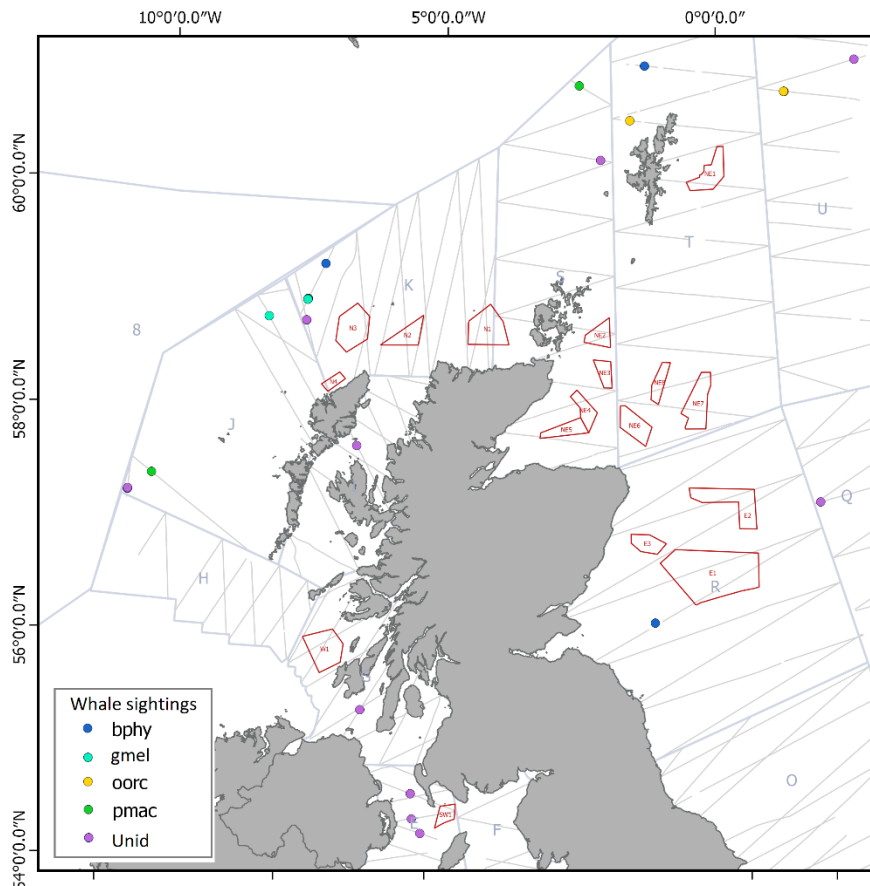 10°0'0.0"W 5°0'0.0"W 0°0'0.0"
60°0'0.0"N
58°0'0.0"N
56°0'0.0"N
54°0'0.0"N
U
T
NE1
S
K
8
N3
N2
N1
NE2
N4
NE3
NE8
NE7
J
NE4
NE5
NE6
Q
E2
E3
E1
R
H
W1
O
SW1
E
F
Whale sightings
bphy
gmel
oorc
pmac
Unid